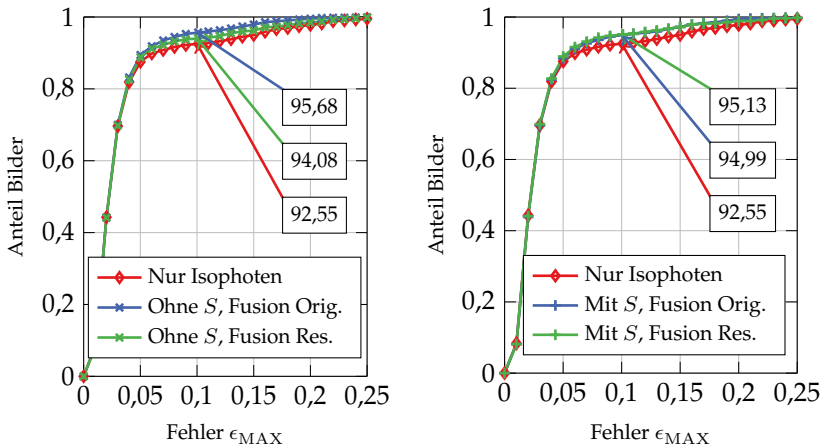 1
0,8
0,6
0,4
0,2
0
Anteil Bilder
95,68
94,08
92,55
Nur Isophoten
Ohne S, Fusion Orig.
Ohne S, Fusion Res.
0 0,05 0,1 0,15 0,2 0,25
Fehler ϵMAX
1
0,8
0,6
0,4
0,2
0
Anteil Bilder
95,13
94,99
92,55
Nur Isophoten
Mit S, Fusion Orig.
Mit S, Fusion Res.
0 0,05 0,1 0,15 0,2 0,25
Fehler ϵMAX